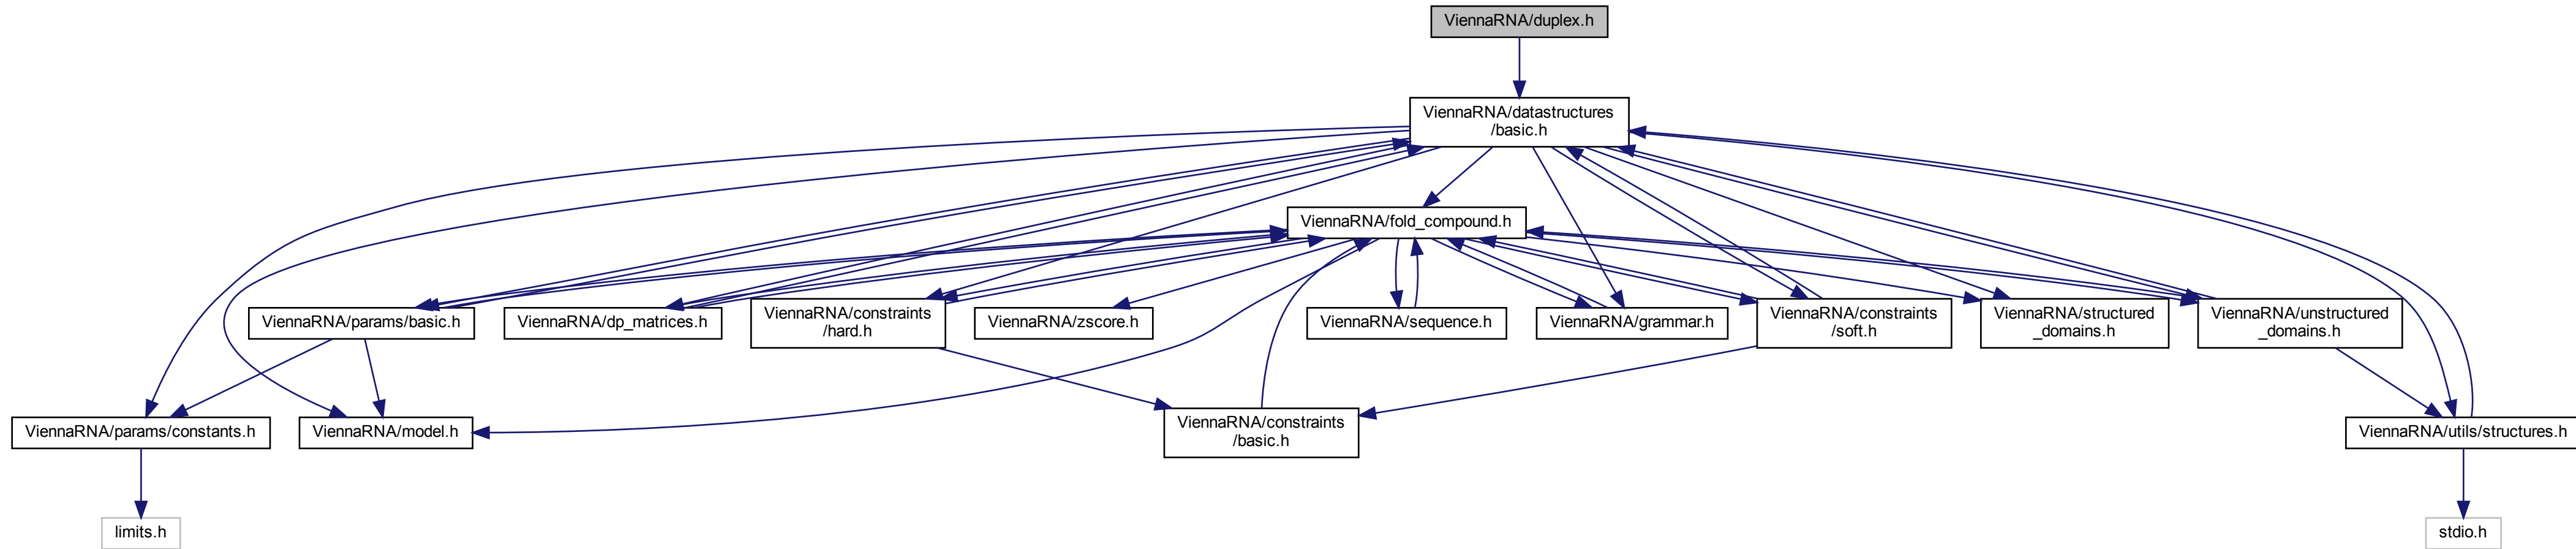 ViennaRNA/duplex.h
ViennaRNA/datastructures
/basic.h
ViennaRNA/fold_compound.h
ViennaRNA/params/basic.h
ViennaRNA/dp_matrices.h
ViennaRNA/constraints
/hard.h
ViennaRNA/zscore.h
ViennaRNA/sequence.h
ViennaRNA/grammar.h
ViennaRNA/constraints
/soft.h
ViennaRNA/structured
_domains.h
ViennaRNA/unstructured
_domains.h
ViennaRNA/params/constants.h
ViennaRNA/model.h
ViennaRNA/constraints
/basic.h
ViennaRNA/utils/structures.h
limits.h
stdio.h